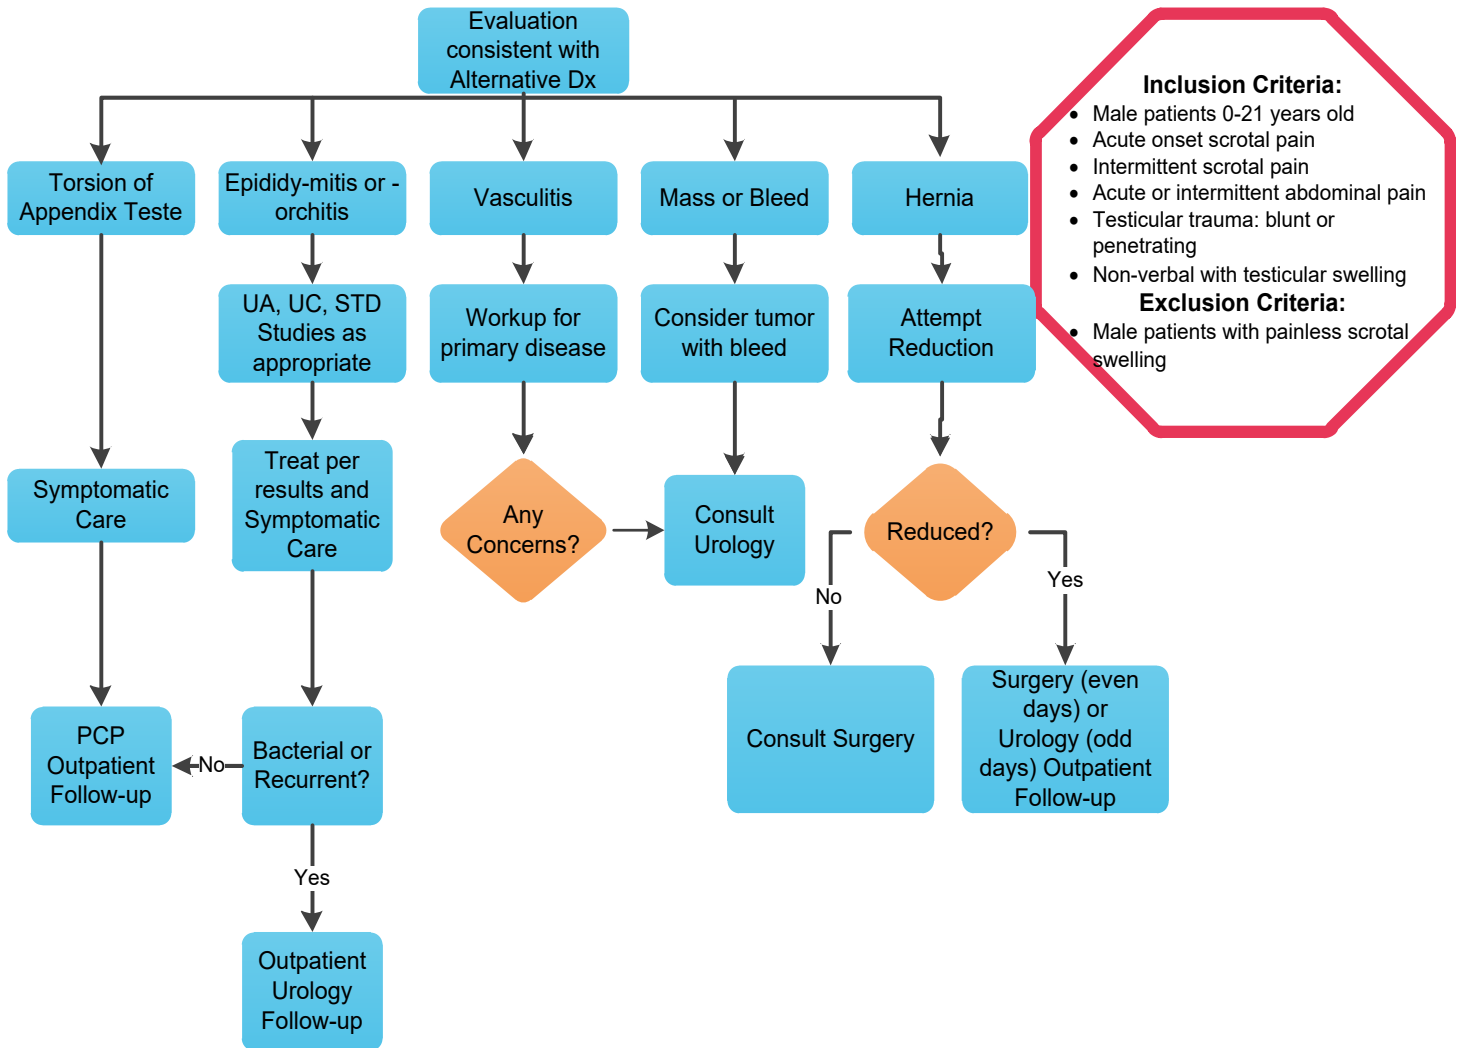 Evaluation
consistent with
Alternative Dx
Inclusion Criteria:
• Male patients 0-21 years old
• Acute onset scrotal pain
• Intermittent scrotal pain
• Acute or intermittent abdominal pain
• Testicular trauma: blunt or
penetrating
• Non-verbal with testicular swelling
Exclusion Criteria:
• Male patients with painless scrotal
swelling
Torsion of
Appendix Teste
Epididy-mitis or -
orchitis
Vasculitis
Mass or Bleed
Hernia
UA, UC, STD
Studies as
appropriate
Workup for
primary disease
Consider tumor
with bleed
Attempt
Reduction
Symptomatic
Care
Treat per
results and
Symptomatic
Care
Any
Concerns?
Consult
Urology
Reduced?
No
Yes
PCP
Outpatient
Follow-up
No
Bacterial or
Recurrent?
Consult Surgery
Surgery (even
days) or
Urology (odd
days) Outpatient
Follow-up
Yes
Outpatient
Urology
Follow-up